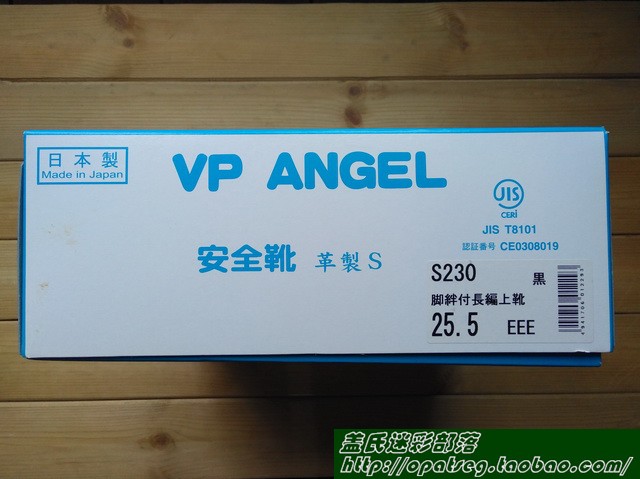 日本製
Made in Japan
VP ANGEL
JIS
CERI
JIS T8101
認証番号 CE0308019
安全靴 革製S
S230 黒
脚絆付長編上靴
25.5 EEE
盖氏迷彩部落
http://opatseg.taobao.com/